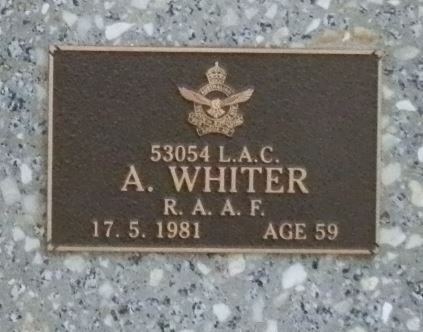 53054 L.A.C.
A. WHITER
R. A. A. F.
17. 5. 1981 AGE 59